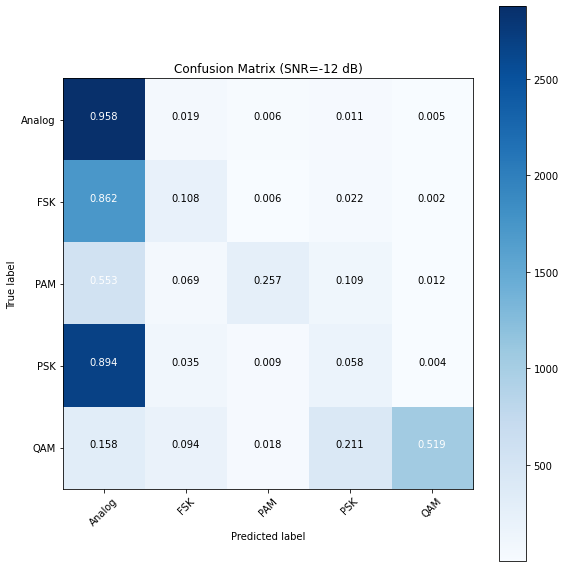 Confusion Matrix (SNR=-12 dB)
True label
Analog 0.958 0.019 0.006 0.011 0.005
FSK 0.862 0.108 0.006 0.022 0.002
PAM 0.553 0.069 0.257 0.109 0.012
PSK 0.894 0.035 0.009 0.058 0.004
QAM 0.158 0.094 0.018 0.211 0.519
Analog FSK PAM PSK QAM
Predicted label
2500
2000
1500
1000
500